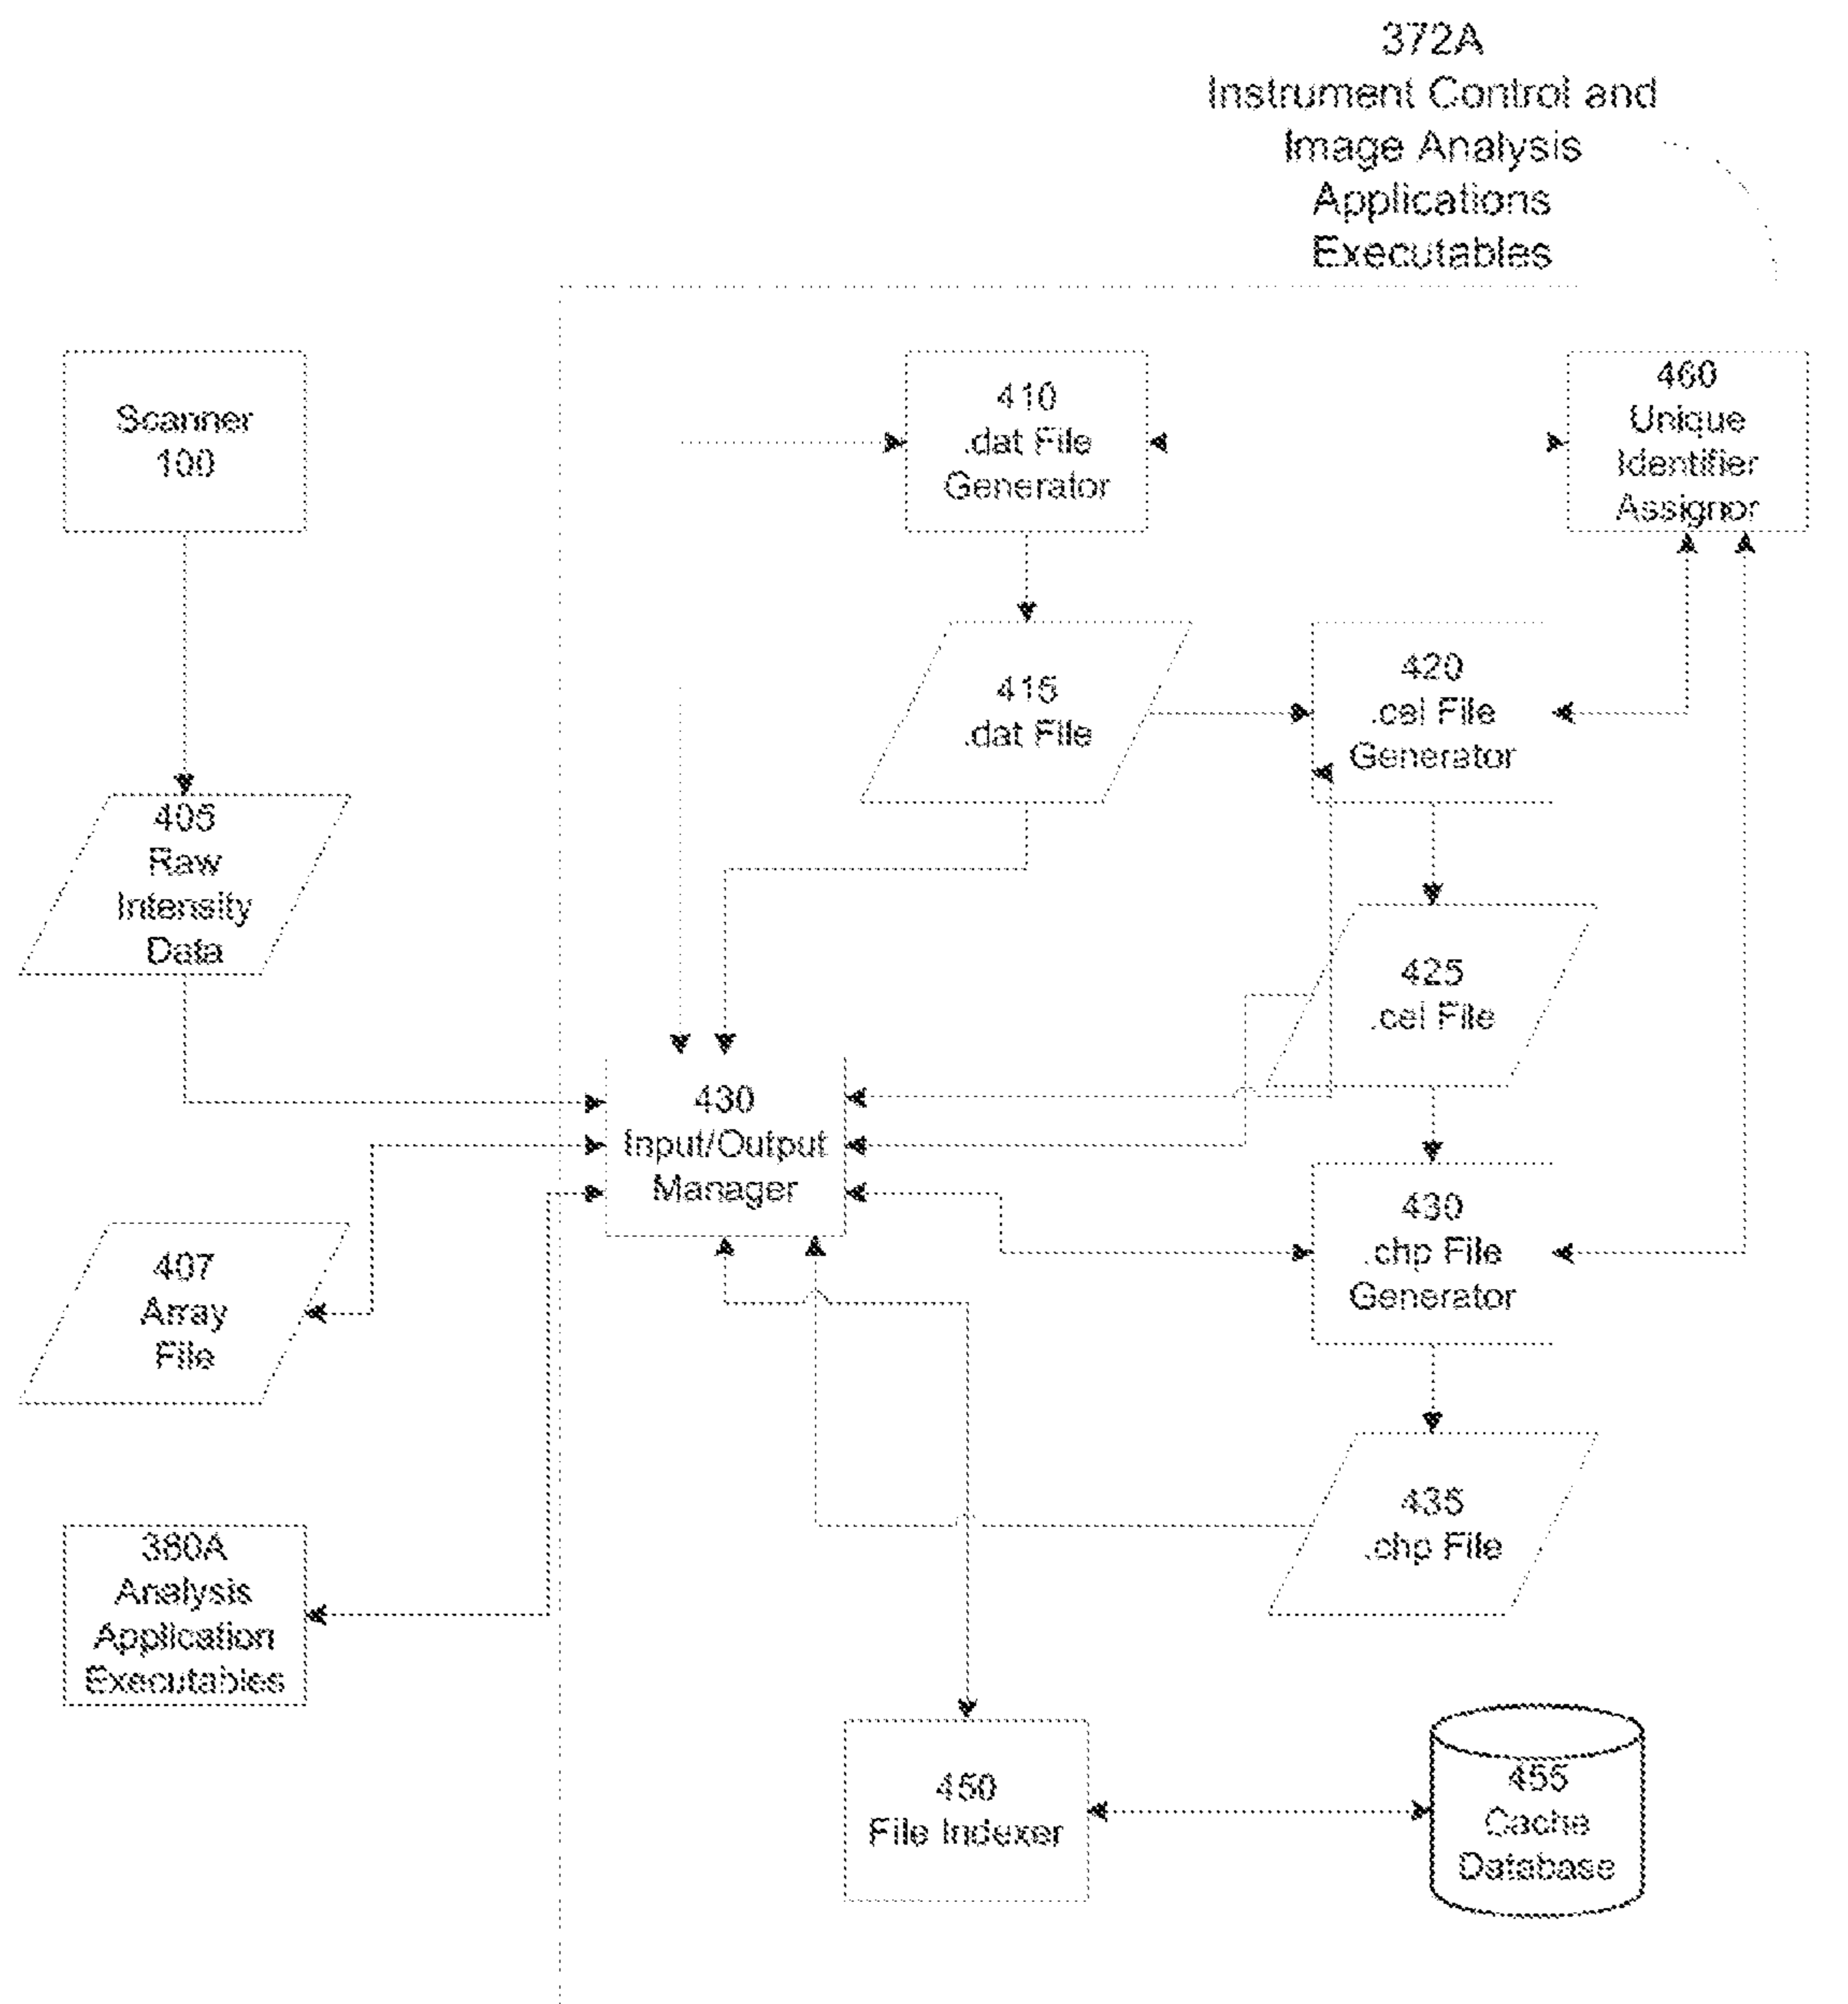 372A
Instrument Control and
Image Analysis
Applications
Executables
Scanner
100
410
.dat File
Generator
460
Unique
Identifier
Assignor
415
.dat File
420
.cel File
Generator
405
Raw
Intensity
Data
425
.cel File
430
Input/Output
Manager
430
.chp File
Generator
407
Array
File
435
.chp File
380A
Analysis
Application
Executables
450
File Indexer
455
Cache
Database